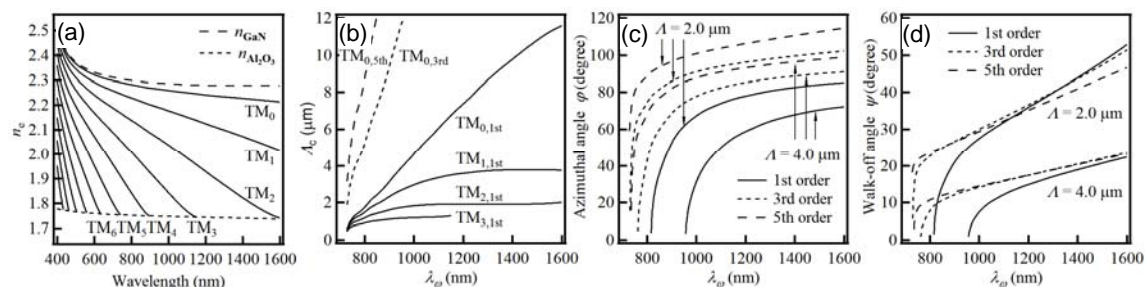 (a)
n_GaN
n_Al₂O₃
2.5
2.4
2.3
2.2
2.1
2.0
1.9
1.8
1.7
n_e
TM₀
TM₁
TM₂
TM₆ TM₅ TM₄ TM₃
400 600 800 1000 1200 1400 1600
Wavelength (nm)
(b)
12
10
8
6
4
2
0
Λ_c (μm)
TM₀,₅ₜₕ TM₀,₃rd
TM₀,₁ₛₜ
TM₁,₁ₛₜ
TM₂,₁ₛₜ
TM₃,₁ₛₜ
800 1000 1200 1400 1600
λ_ω (nm)
(c)
120
100
80
60
40
20
0
Azimuthal angle φ (degree)
Λ = 2.0 μm
Λ = 4.0 μm
1st order
3rd order
5th order
800 1000 1200 1400 1600
λ_ω (nm)
(d)
60
50
40
30
20
10
0
Walk-off angle ψ (degree)
1st order
3rd order
5th order
Λ = 2.0 μm
Λ = 4.0 μm
800 1000 1200 1400 1600
λ_ω (nm)